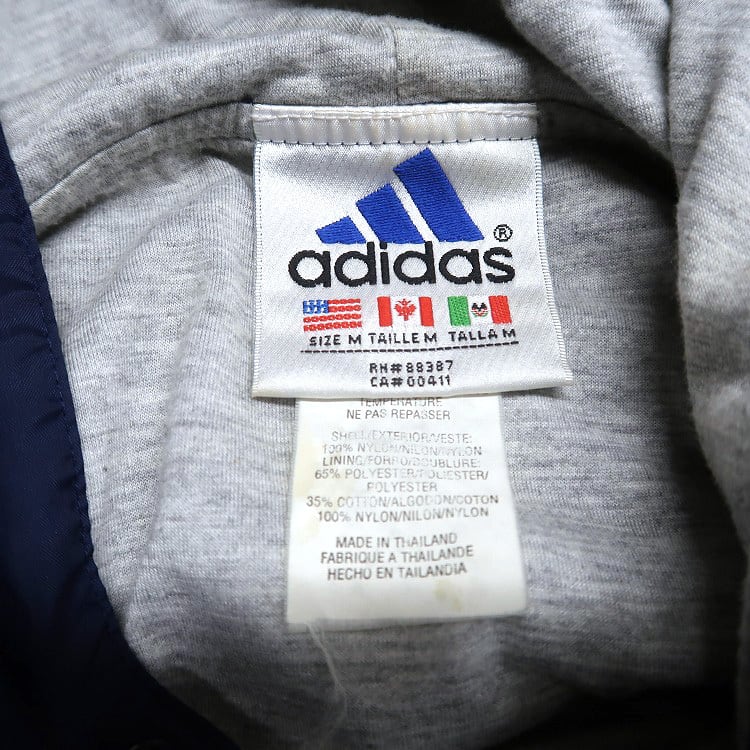 adidas®
SIZE M TAILLE M TALLA M
RH# 88387
CA# 00411
TEMPERATURE
NE PAS REPASSER
SHELL/EXTERIOR/VESTE:
100% NYLON/NILON/NYLON
LINING/FORRO/DOUBLURE:
65% POLYESTER/POLIESTER/
POLYESTER
35% COTTON/ALGODON/COTON
100% NYLON/NILON/NYLON
MADE IN THAILAND
FABRIQUE A THAILANDE
HECHO EN TAILANDIA